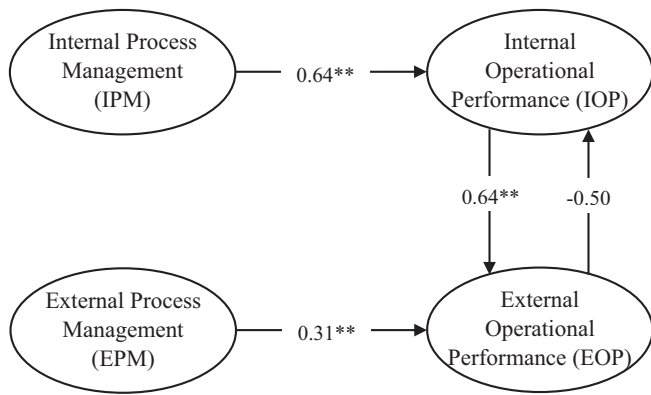 Internal Process
Management
(IPM)
0.64**
Internal
Operational
Performance (IOP)
0.64**
-0.50
External Process
Management
(EPM)
0.31**
External
Operational
Performance (EOP)